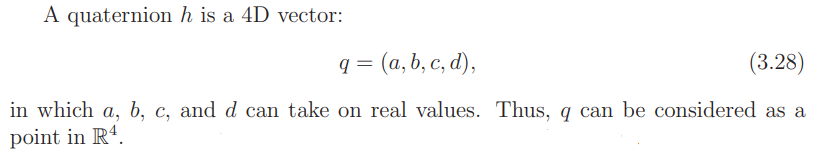 A quaternion h is a 4D vector:
q = (a, b, c, d), (3.28)
in which a, b, c, and d can take on real values. Thus, q can be considered as a
point in ℝ⁴.